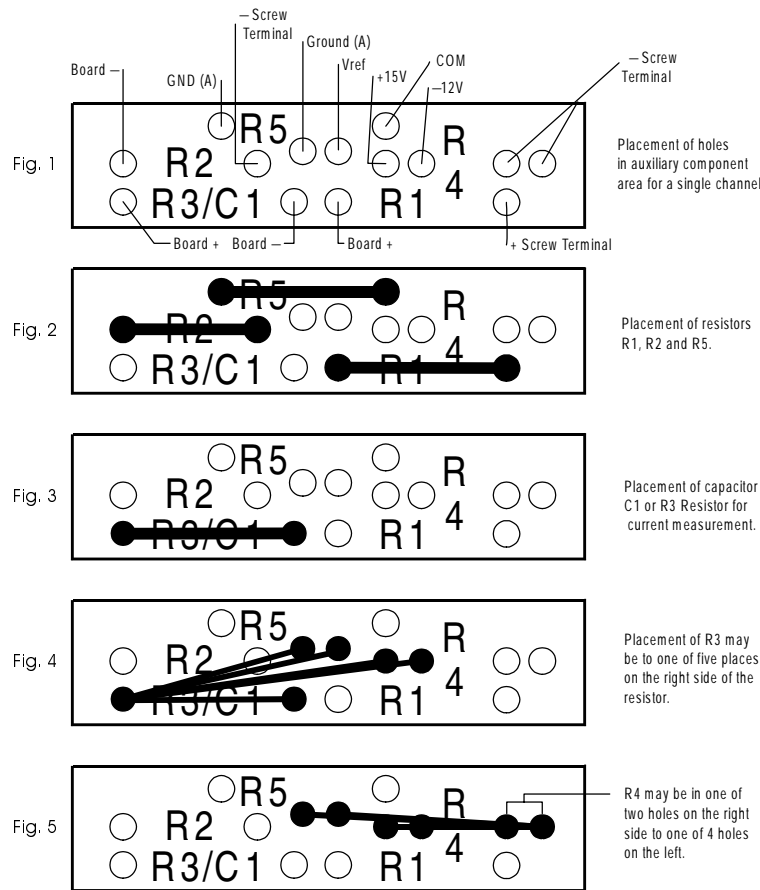 — Screw
Terminal
Ground (A)
Board —
GND (A)
Vref
+15V
COM
—12V
— Screw
Terminal
Fig. 1
R5
R2
R3/C1
R1
R
4
Placement of holes
in auxiliary component
area for a single channel
Board +
Board —
Board +
+ Screw Terminal
Fig. 2
R5
R2
R3/C1
R1
R
4
Placement of resistors
R1, R2 and R5.
Fig. 3
R5
R2
R3/C1
R1
R
4
Placement of capacitor
C1 or R3 Resistor for
current measurement.
Fig. 4
R5
R2
R3/C1
R1
R
4
Placement of R3 may
be to one of five places
on the right side of the
resistor.
Fig. 5
R5
R2
R3/C1
R1
R
4
R4 may be in one of
two holes on the right
side to one of 4 holes
on the left.